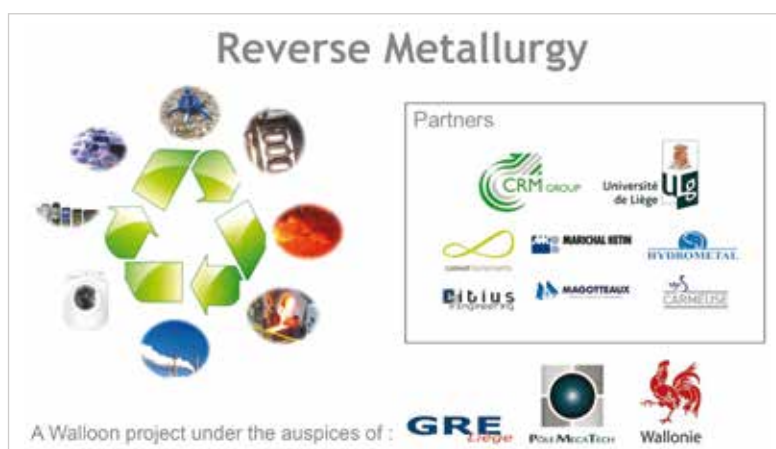 Reverse Metallurgy
Partners
CRM GROUP
Université
de Liège
MARICHAL KETIN
HYDROMETAL
Citius
Engineering
MAGOTTEAUX
CARMEUSE
A Walloon project under the auspices of :
GRE
Liège
PÔLE MECATECH
Wallonie